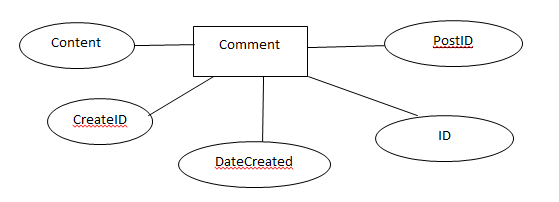 Content
Comment
PostID
CreateID
DateCreated
ID